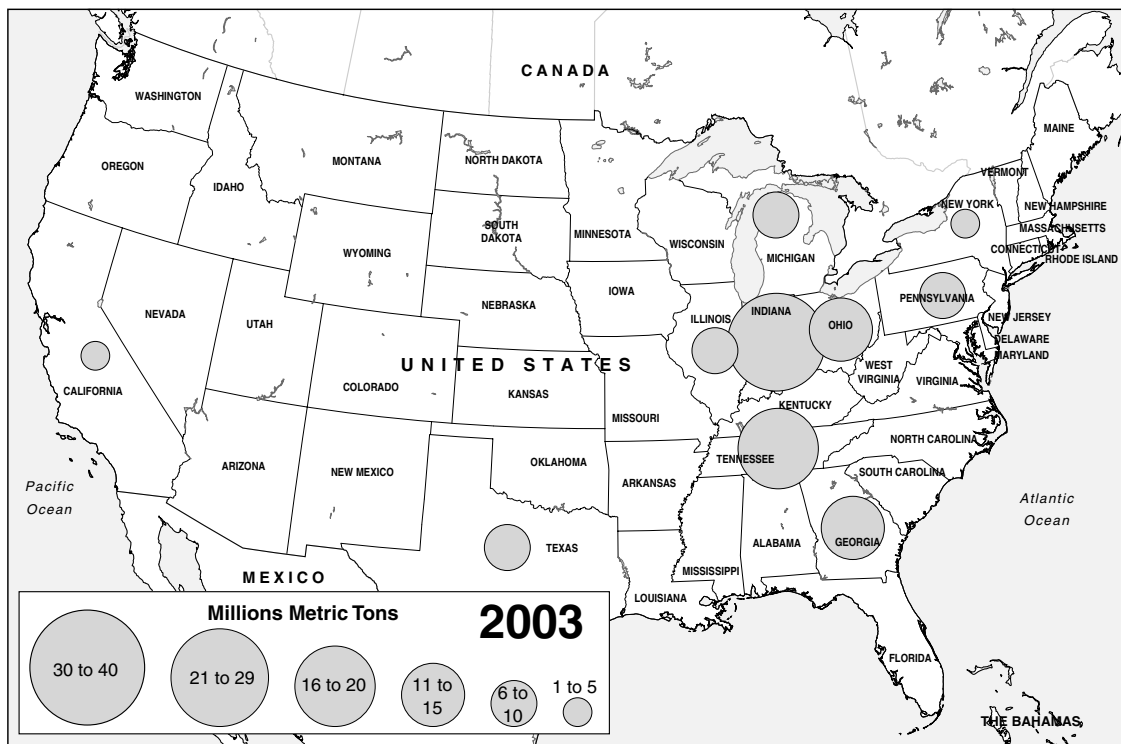 CANADA
WASHINGTON
MAINE
OREGON
MONTANA
NORTH DAKOTA
IDAHO
VERMONT
NEW YORK
NEW HAMPSHIRE
SOUTH
DAKOTA
MINNESOTA
WISCONSIN
MASSACHUSETTS
WYOMING
MICHIGAN
CONNECTICUT
RHODE ISLAND
IOWA
NEBRASKA
PENNSYLVANIA
NEVADA
UTAH
ILLINOIS
INDIANA
OHIO
NEW JERSEY
DELAWARE
MARYLAND
UNITED STATES
WEST
VIRGINIA
VIRGINIA
CALIFORNIA
COLORADO
KANSAS
KENTUCKY
MISSOURI
NORTH CAROLINA
TENNESSEE
ARIZONA
NEW MEXICO
OKLAHOMA
SOUTH CAROLINA
ARKANSAS
Pacific
Ocean
Atlantic
Ocean
TEXAS
ALABAMA
GEORGIA
MISSISSIPPI
MEXICO
LOUISIANA
FLORIDA
THE BAHAMAS
Millions Metric Tons
2003
30 to 40
21 to 29
16 to 20
11 to
15
6 to
10
1 to 5